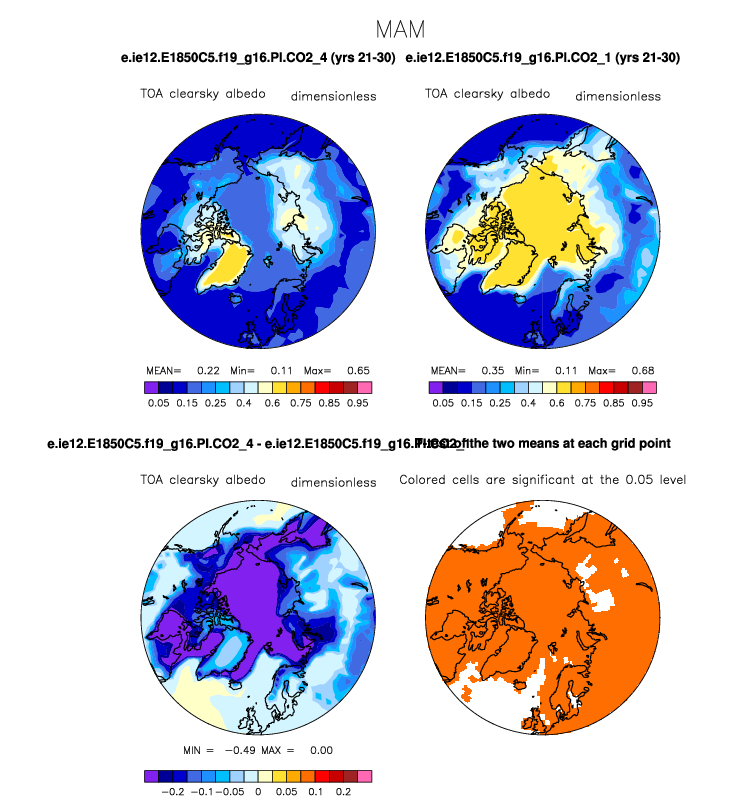 MAM
e.ie12.E1850C5.f19_g16.PI.CO2_4 (yrs 21-30) e.ie12.E1850C5.f19_g16.PI.CO2_1 (yrs 21-30)
TOA clearsky albedo dimensionless TOA clearsky albedo dimensionless
MEAN= 0.22 Min= 0.11 Max= 0.65 MEAN= 0.35 Min= 0.11 Max= 0.68
0.05 0.15 0.25 0.4 0.6 0.75 0.85 0.95 0.05 0.15 0.25 0.4 0.6 0.75 0.85 0.95
e.ie12.E1850C5.f19_g16.PI.CO2_4 - e.ie12.E1850C5.f19_g16. of the two means at each grid point
TOA clearsky albedo dimensionless Colored cells are significant at the 0.05 level
MIN = -0.49 MAX = 0.00
-0.2 -0.1 -0.05 0 0.05 0.1 0.2